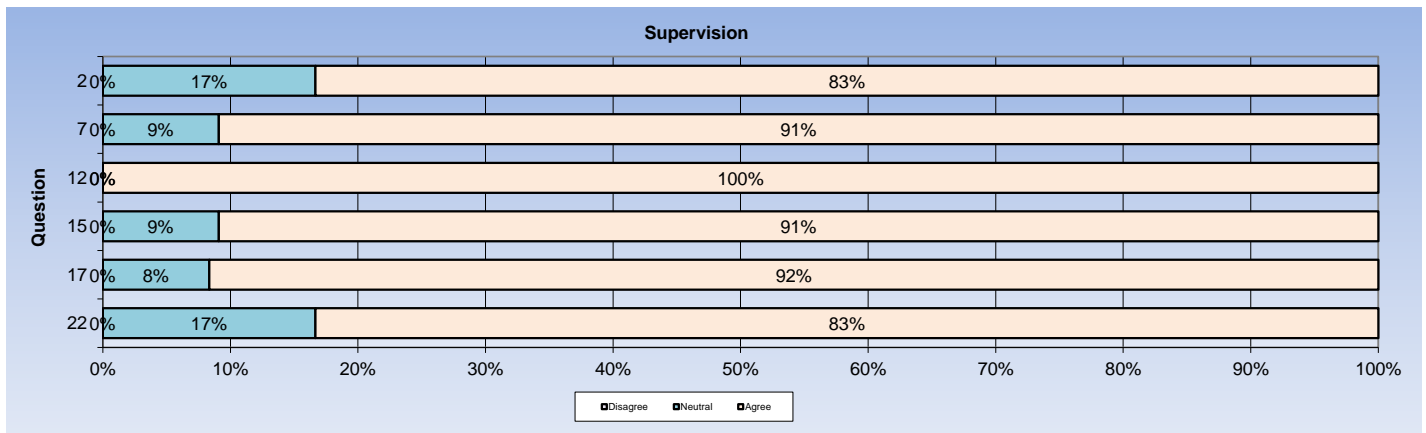 Supervision
Question
2 0% 17% 83%
7 0% 9% 91%
12 0% 0% 100%
15 0% 9% 91%
17 0% 8% 92%
22 0% 17% 83%
0% 10% 20% 30% 40% 50% 60% 70% 80% 90% 100%
Disagree Neutral Agree